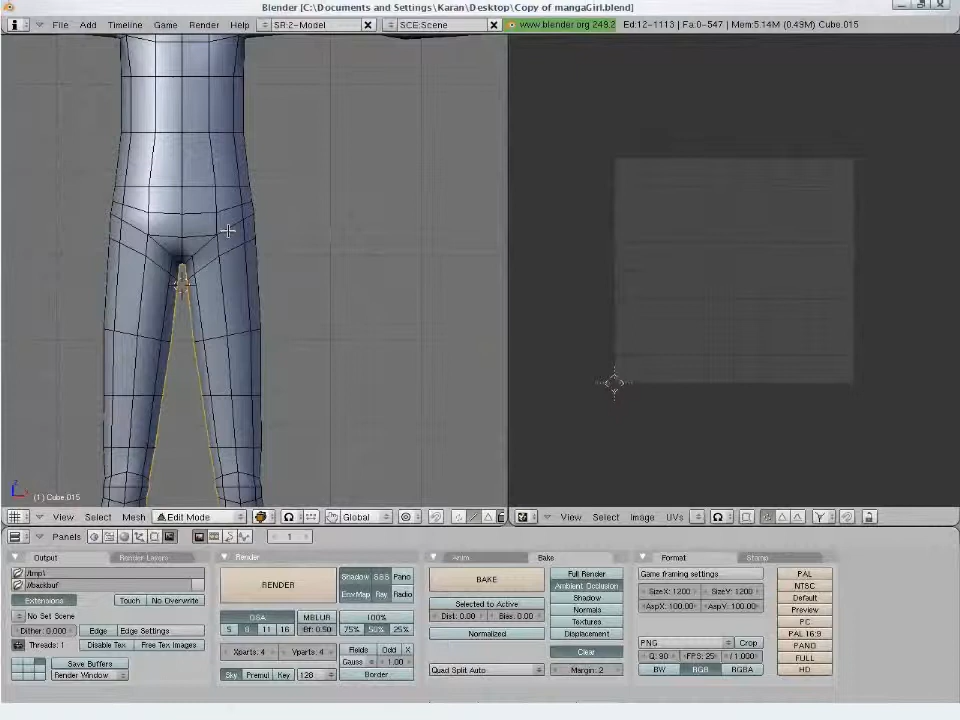 Blender [C:\Documents and Settings\Karan\Desktop\Copy of mangaGirl.blend]
File Add Timeline Game Render Help SR:2-Model SCE:Scene www.blender.org 249.2 Ed:12-1113 | Fa:0-547 | Mem:5.14M (0.49M) Cube.015
z
(1) Cube.015
View Select Mesh Edit Mode Global View Select Image UVs
Panels 1
Output Render Layers Render Anim Bake Format Stamp
/tmp\
//backbuf
Extensions Touch No Overwrite
No Set Scene
Dither: 0.000 Edge Edge Settings
Threads: 1 Disable Tex Free Tex Images
Save Buffers
Render Window
RENDER Shadow SSS Pano
EnvMap Ray Radio
OSA MBLUR 100%
5 8 11 16 Bf: 0.50 75% 50% 25%
Xparts: 4 Yparts: 4 Fields Odd X
Gauss 1.00
Sky Premul Key 128 Border
BAKE
Selected to Active
Dist: 0.00 Bias: 0.00
Normalized
Quad Split Auto
Full Render
Ambient Occlusion
Shadow
Normals
Textures
Displacement
Clear
Margin: 2
Game framing settings
SizeX: 1200 SizeY: 1200
AspX: 100.00 AspY: 100.00
PNG Crop
Q: 90 FPS: 25 / 1.000
BW RGB RGBA
PAL
NTSC
Default
Preview
PC
PAL 16:9
PANO
FULL
HD